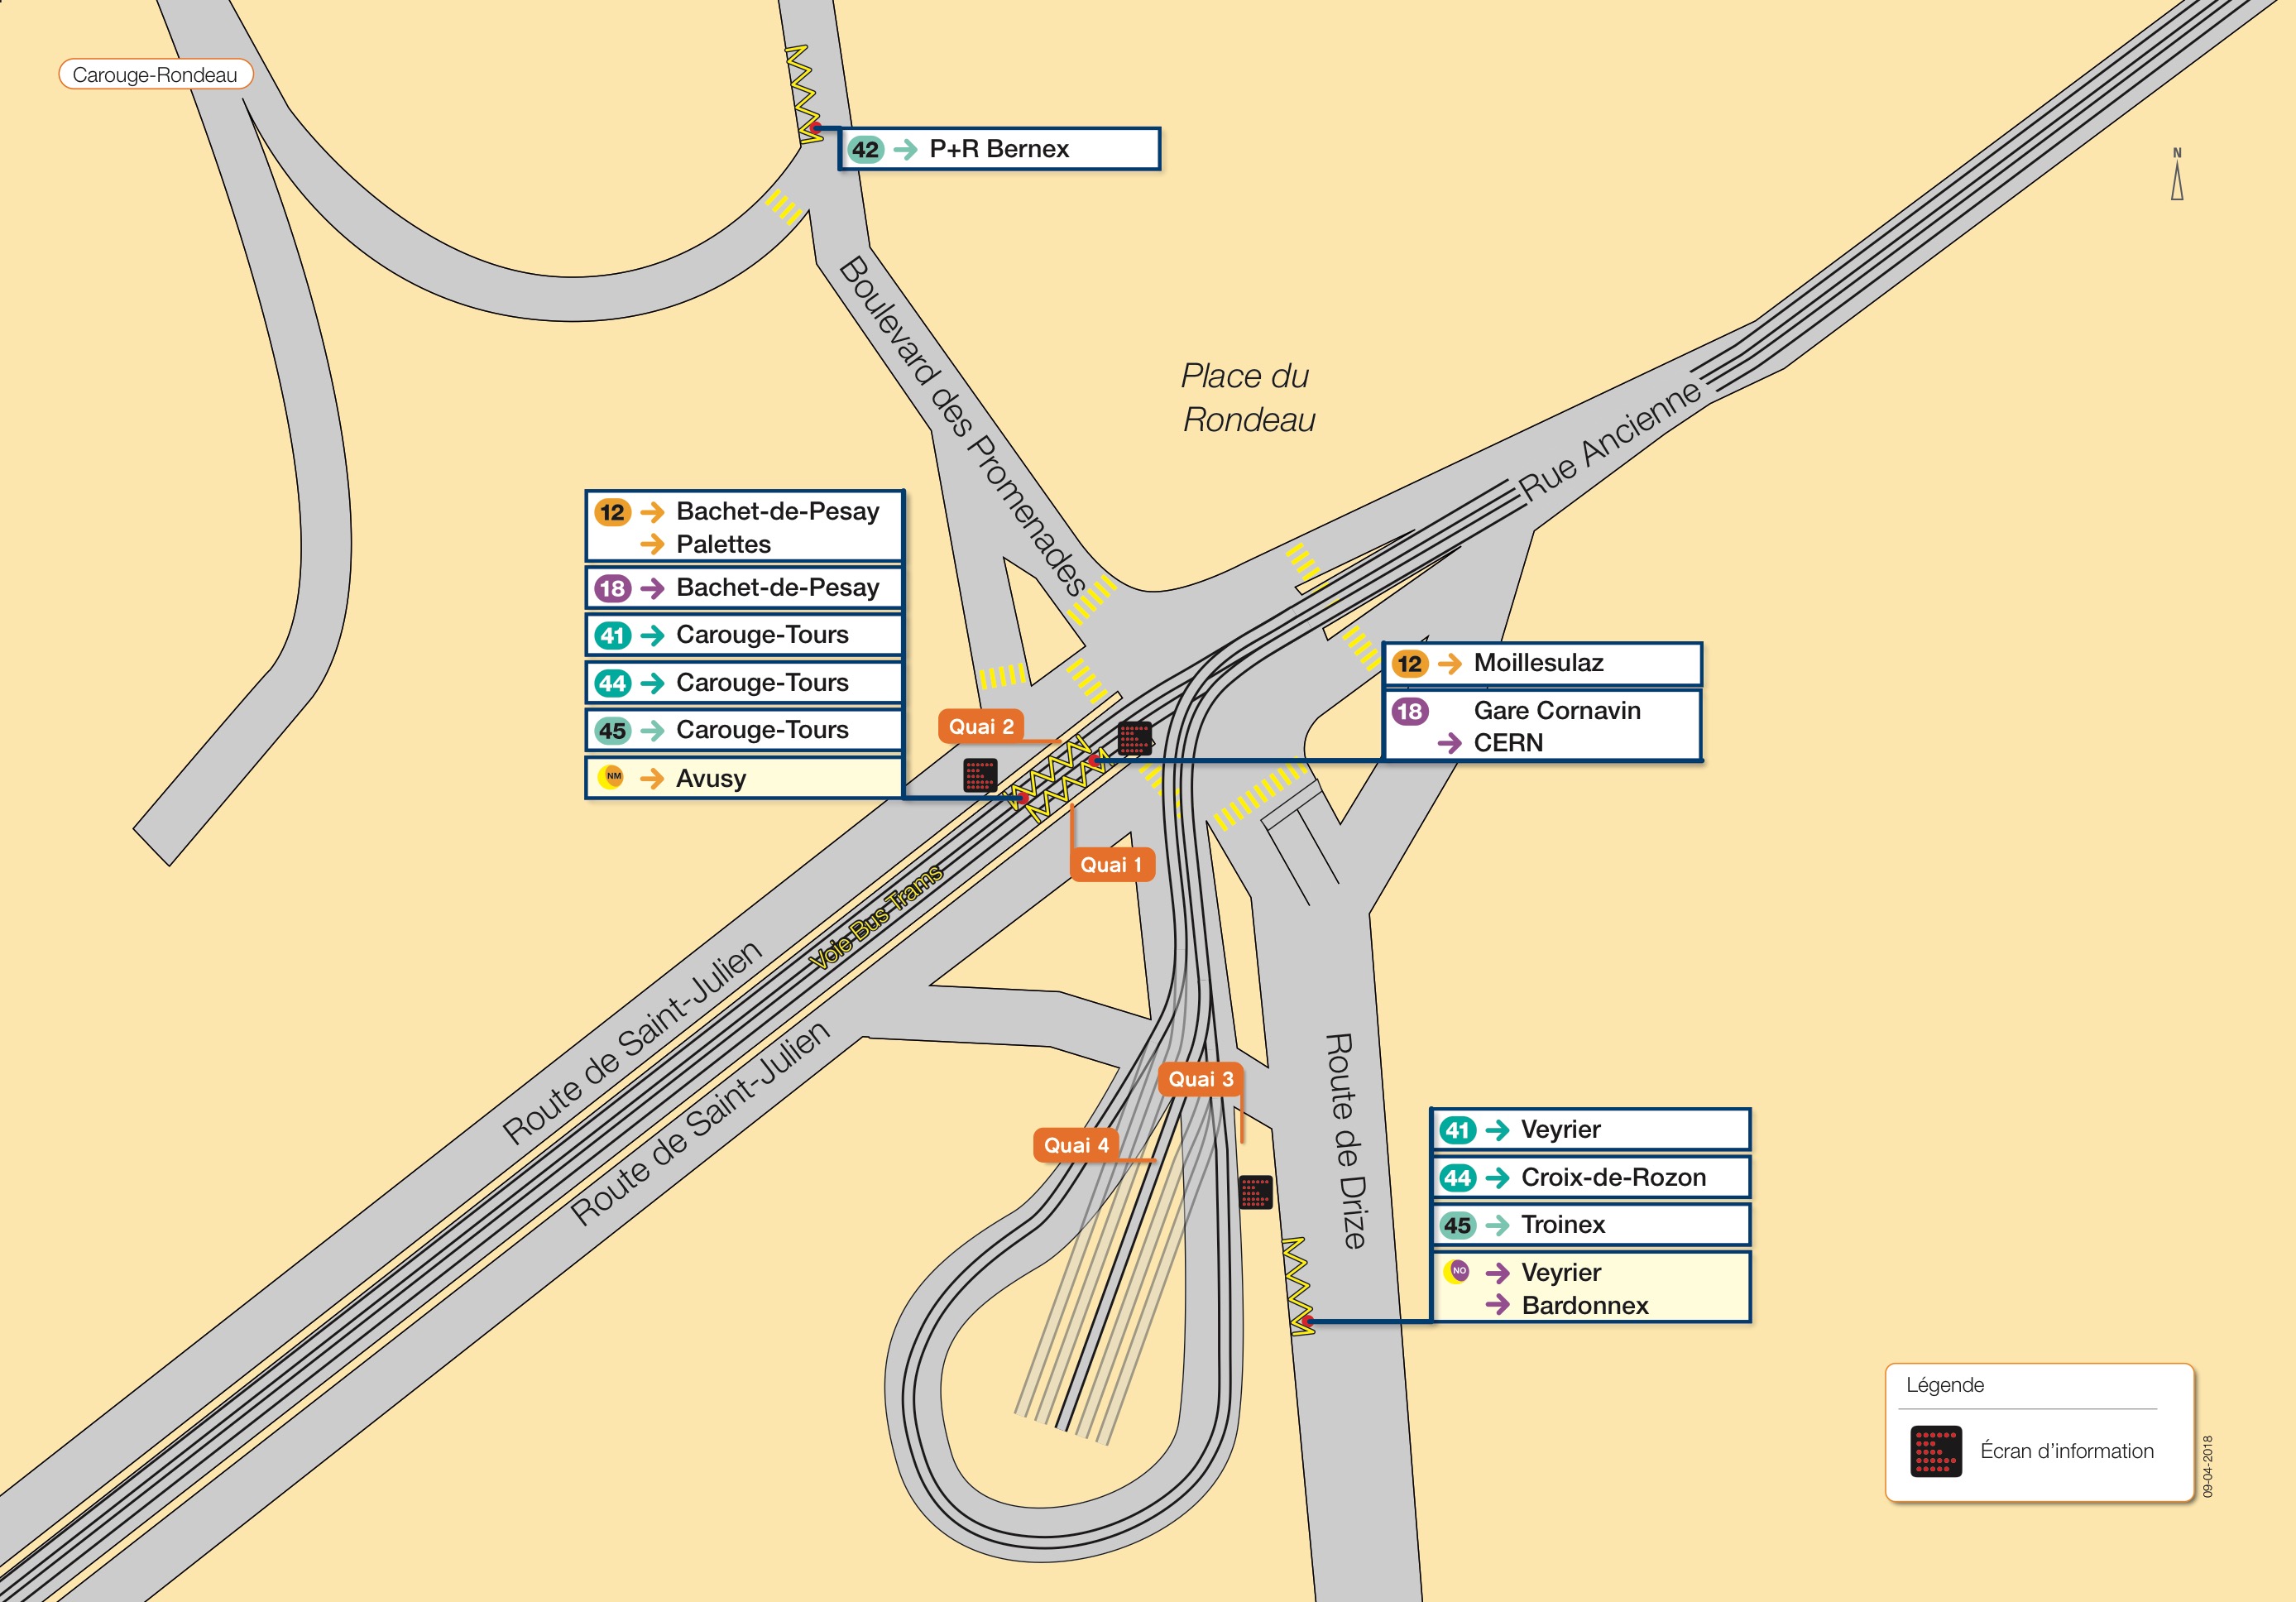 Carouge-Rondeau
42 → P+R Bernex
N
Boulevard des Promenades
Place du
Rondeau
Rue Ancienne
12 → Bachet-de-Pesay
→ Palettes
18 → Bachet-de-Pesay
41 → Carouge-Tours
44 → Carouge-Tours
45 → Carouge-Tours
NM → Avusy
12 → Moillesulaz
18 Gare Cornavin
→ CERN
Quai 2
Quai 1
Voie Bus-Trams
Route de Saint-Julien
Route de Saint-Julien
Quai 3
Quai 4
Route de Drize
41 → Veyrier
44 → Croix-de-Rozon
45 → Troinex
NO → Veyrier
→ Bardonnex
Légende
Écran d’information
09-04-2018